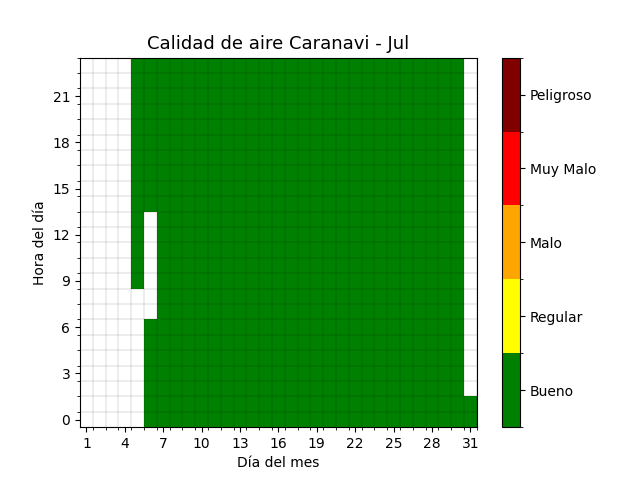 Calidad de aire Caranavi - Jul
Hora del día
21
18
15
12
9
6
3
0
1 4 7 10 13 16 19 22 25 28 31
Día del mes
Peligroso
Muy Malo
Malo
Regular
Bueno